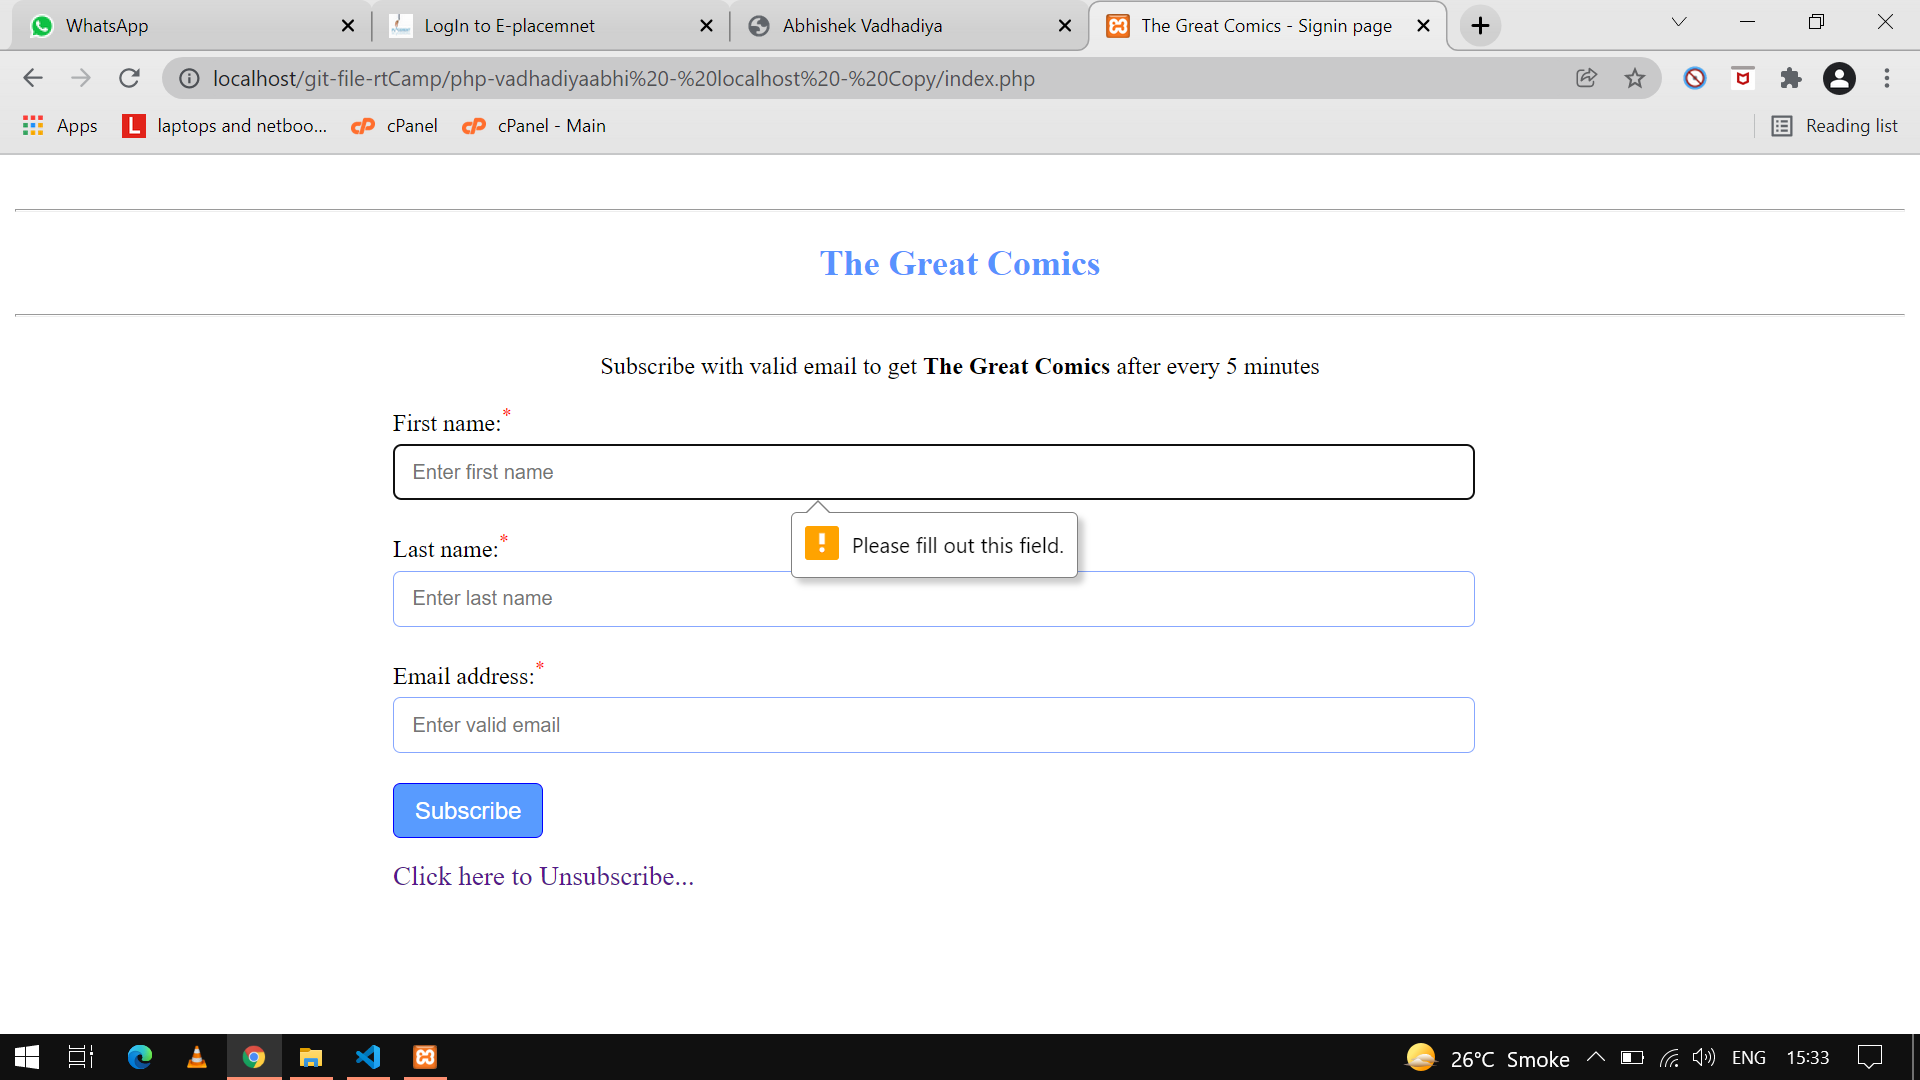 WhatsApp
LogIn to E-placemnet
Abhishek Vadhadiya
The Great Comics - Signin page
localhost/git-file-rtCamp/php-vadhadiyaabhi%20-%20localhost%20-%20Copy/index.php
Apps
L laptops and netboo...
cPanel
cPanel - Main
Reading list
The Great Comics
Subscribe with valid email to get The Great Comics after every 5 minutes
First name:*
Enter first name
Please fill out this field.
Last name:*
Enter last name
Email address:*
Enter valid email
Subscribe
Click here to Unsubscribe...
26°C Smoke
ENG
15:33